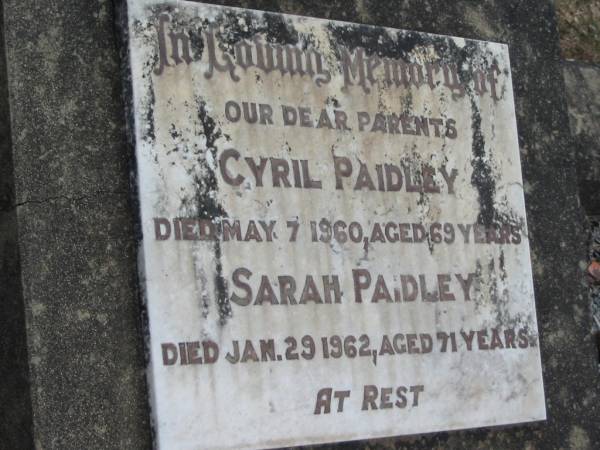 In Loving Memory of
OUR DEAR PARENTS
CYRIL PAIDLEY
DIED MAY 7 1960, AGED 69 YEARS
SARAH PAIDLEY
DIED JAN. 29 1962, AGED 71 YEARS
AT REST